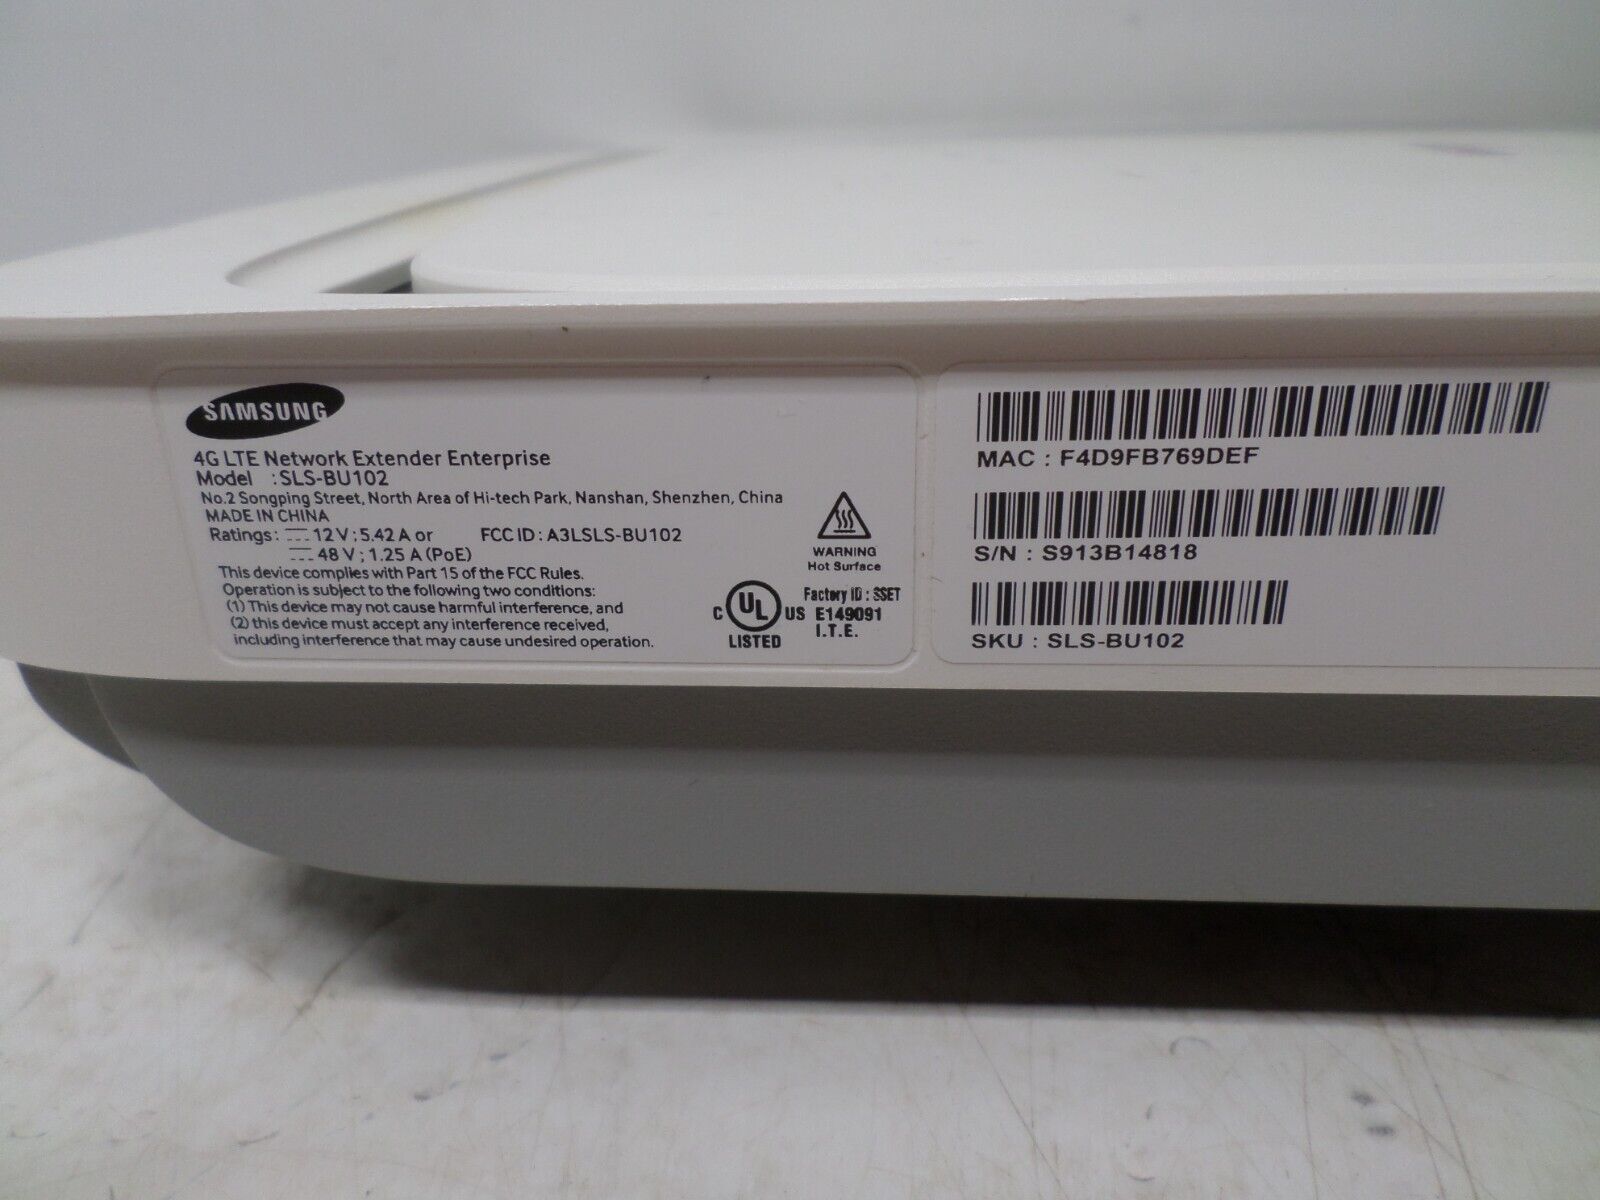 SAMSUNG
4G LTE Network Extender Enterprise
Model : SLS-BU102
No.2 Songping Street, North Area of Hi-tech Park, Nanshan, Shenzhen, China
MADE IN CHINA
Ratings: 12 V ; 5.42 A or FCC ID : A3LSLS-BU102
48 V ; 1.25 A (PoE)
This device complies with Part 15 of the FCC Rules.
Operation is subject to the following two conditions:
(1) This device may not cause harmful interference, and
(2) this device must accept any interference received,
including interference that may cause undesired operation.
WARNING
Hot Surface
C UL US
LISTED
Factory ID : SSET
E149091
I.T.E.
MAC : F4D9FB769DEF
S/N : S913B14818
SKU : SLS-BU102